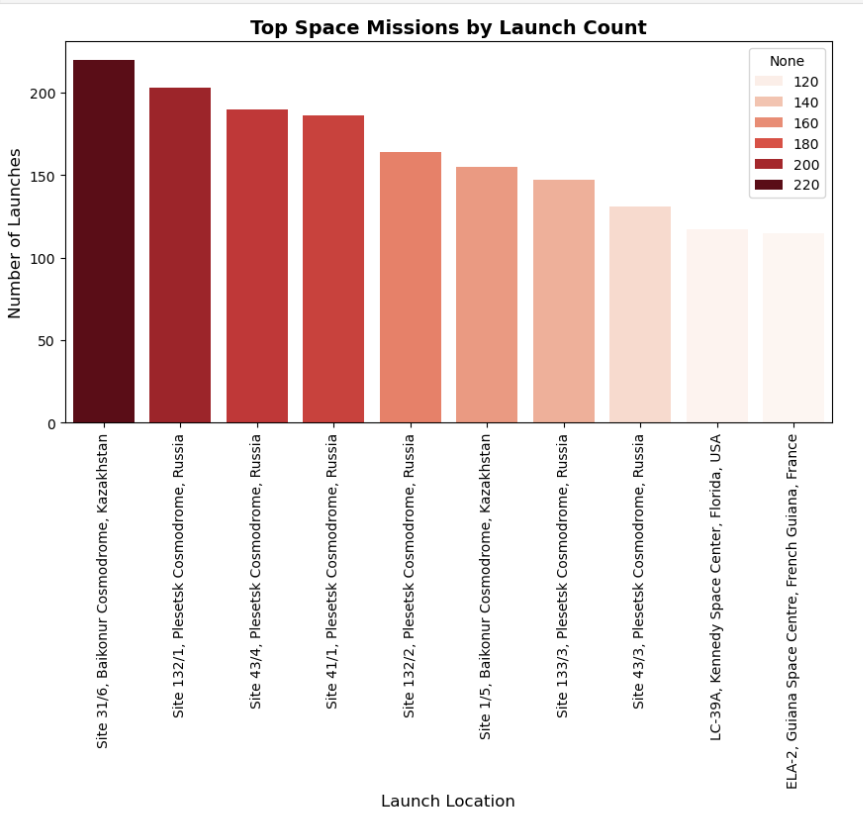 Top Space Missions by Launch Count
None
120
140
160
180
200
220
Number of Launches
200
150
100
50
0
Site 31/6, Baikonur Cosmodrome, Kazakhstan
Site 132/1, Plesetsk Cosmodrome, Russia
Site 43/4, Plesetsk Cosmodrome, Russia
Site 41/1, Plesetsk Cosmodrome, Russia
Site 132/2, Plesetsk Cosmodrome, Russia
Site 1/5, Baikonur Cosmodrome, Kazakhstan
Site 133/3, Plesetsk Cosmodrome, Russia
Site 43/3, Plesetsk Cosmodrome, Russia
LC-39A, Kennedy Space Center, Florida, USA
ELA-2, Guiana Space Centre, French Guiana, France
Launch Location